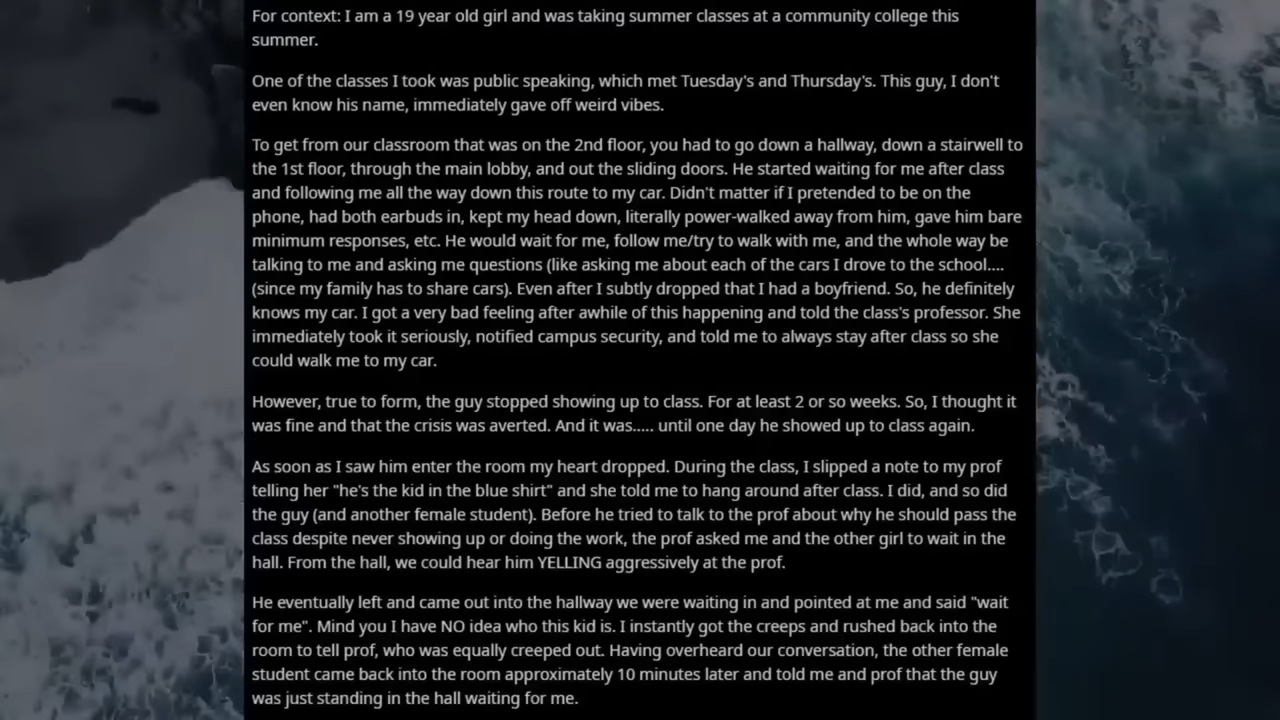 For context: I am a 19 year old girl and was taking summer classes at a community college this
summer.
One of the classes I took was public speaking, which met Tuesday's and Thursday's. This guy, I don't
even know his name, immediately gave off weird vibes.
To get from our classroom that was on the 2nd floor, you had to go down a hallway, down a stairwell to
the 1st floor, through the main lobby, and out the sliding doors. He started waiting for me after class
and following me all the way down this route to my car. Didn't matter if I pretended to be on the
phone, had both earbuds in, kept my head down, literally power-walked away from him, gave him bare
minimum responses, etc. He would wait for me, follow me/try to walk with me, and the whole way be
talking to me and asking me questions (like asking me about each of the cars I drove to the school....
(since my family has to share cars). Even after I subtly dropped that I had a boyfriend. So, he definitely
knows my car. I got a very bad feeling after awhile of this happening and told the class's professor. She
immediately took it seriously, notified campus security, and told me to always stay after class so she
could walk me to my car.
However, true to form, the guy stopped showing up to class. For at least 2 or so weeks. So, I thought it
was fine and that the crisis was averted. And it was..... until one day he showed up to class again.
As soon as I saw him enter the room my heart dropped. During the class, I slipped a note to my prof
telling her "he's the kid in the blue shirt" and she told me to hang around after class. I did, and so did
the guy (and another female student). Before he tried to talk to the prof about why he should pass the
class despite never showing up or doing the work, the prof asked me and the other girl to wait in the
hall. From the hall, we could hear him YELLING aggressively at the prof.
He eventually left and came out into the hallway we were waiting in and pointed at me and said "wait
for me". Mind you I have NO idea who this kid is. I instantly got the creeps and rushed back into the
room to tell prof, who was equally creeped out. Having overheard our conversation, the other female
student came back into the room approximately 10 minutes later and told me and prof that the guy
was just standing in the hall waiting for me.